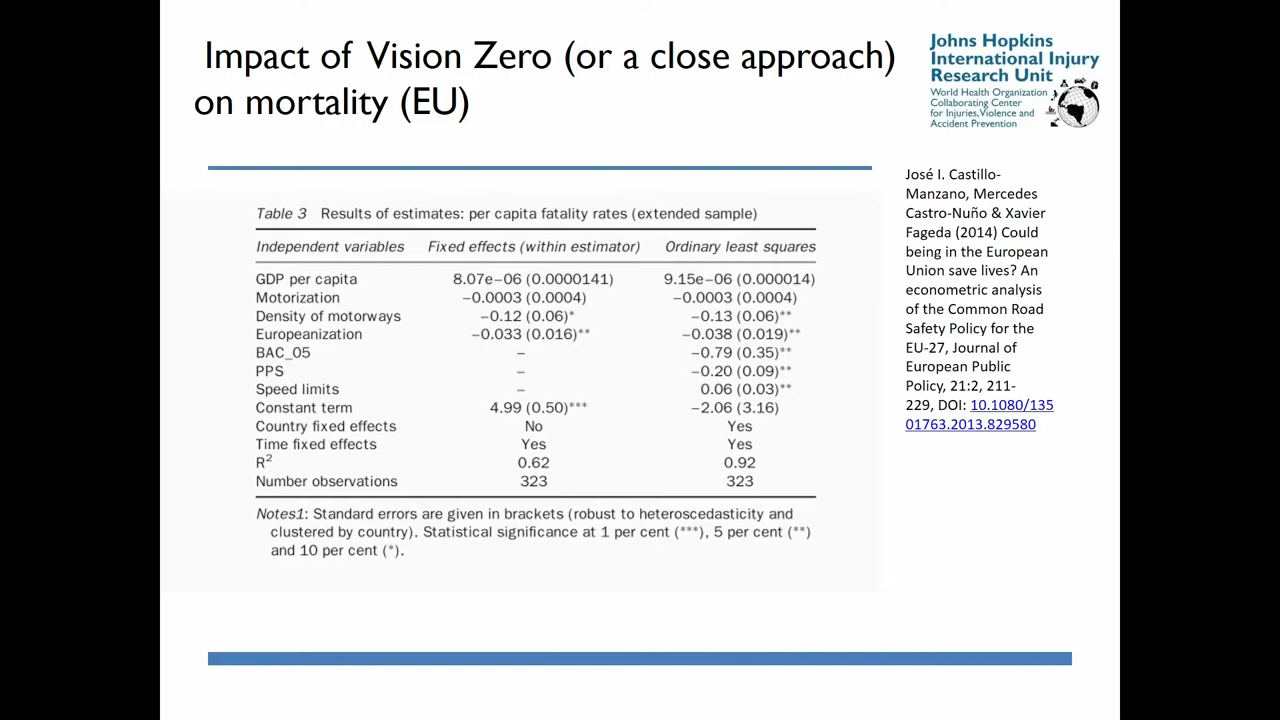 Impact of Vision Zero (or a close approach)
on mortality (EU)
Johns Hopkins
International Injury
Research Unit
World Health Organization
Collaborating Center
for Injuries, Violence and
Accident Prevention
Table 3 Results of estimates: per capita fatality rates (extended sample)
Independent variables Fixed effects (within estimator) Ordinary least squares
GDP per capita 8.07e−06 (0.0000141) 9.15e−06 (0.000014)
Motorization −0.0003 (0.0004) −0.0003 (0.0004)
Density of motorways −0.12 (0.06)* −0.13 (0.06)**
Europeanization −0.033 (0.016)** −0.038 (0.019)**
BAC_05 – −0.79 (0.35)**
PPS – −0.20 (0.09)**
Speed limits – 0.06 (0.03)**
Constant term 4.99 (0.50)*** −2.06 (3.16)
Country fixed effects No Yes
Time fixed effects Yes Yes
R² 0.62 0.92
Number observations 323 323
Notes1: Standard errors are given in brackets (robust to heteroscedasticity and
clustered by country). Statistical significance at 1 per cent (***), 5 per cent (**)
and 10 per cent (*).
José I. Castillo-
Manzano, Mercedes
Castro-Nuño & Xavier
Fageda (2014) Could
being in the European
Union save lives? An
econometric analysis
of the Common Road
Safety Policy for the
EU-27, Journal of
European Public
Policy, 21:2, 211-
229, DOI: 10.1080/135
01763.2013.829580